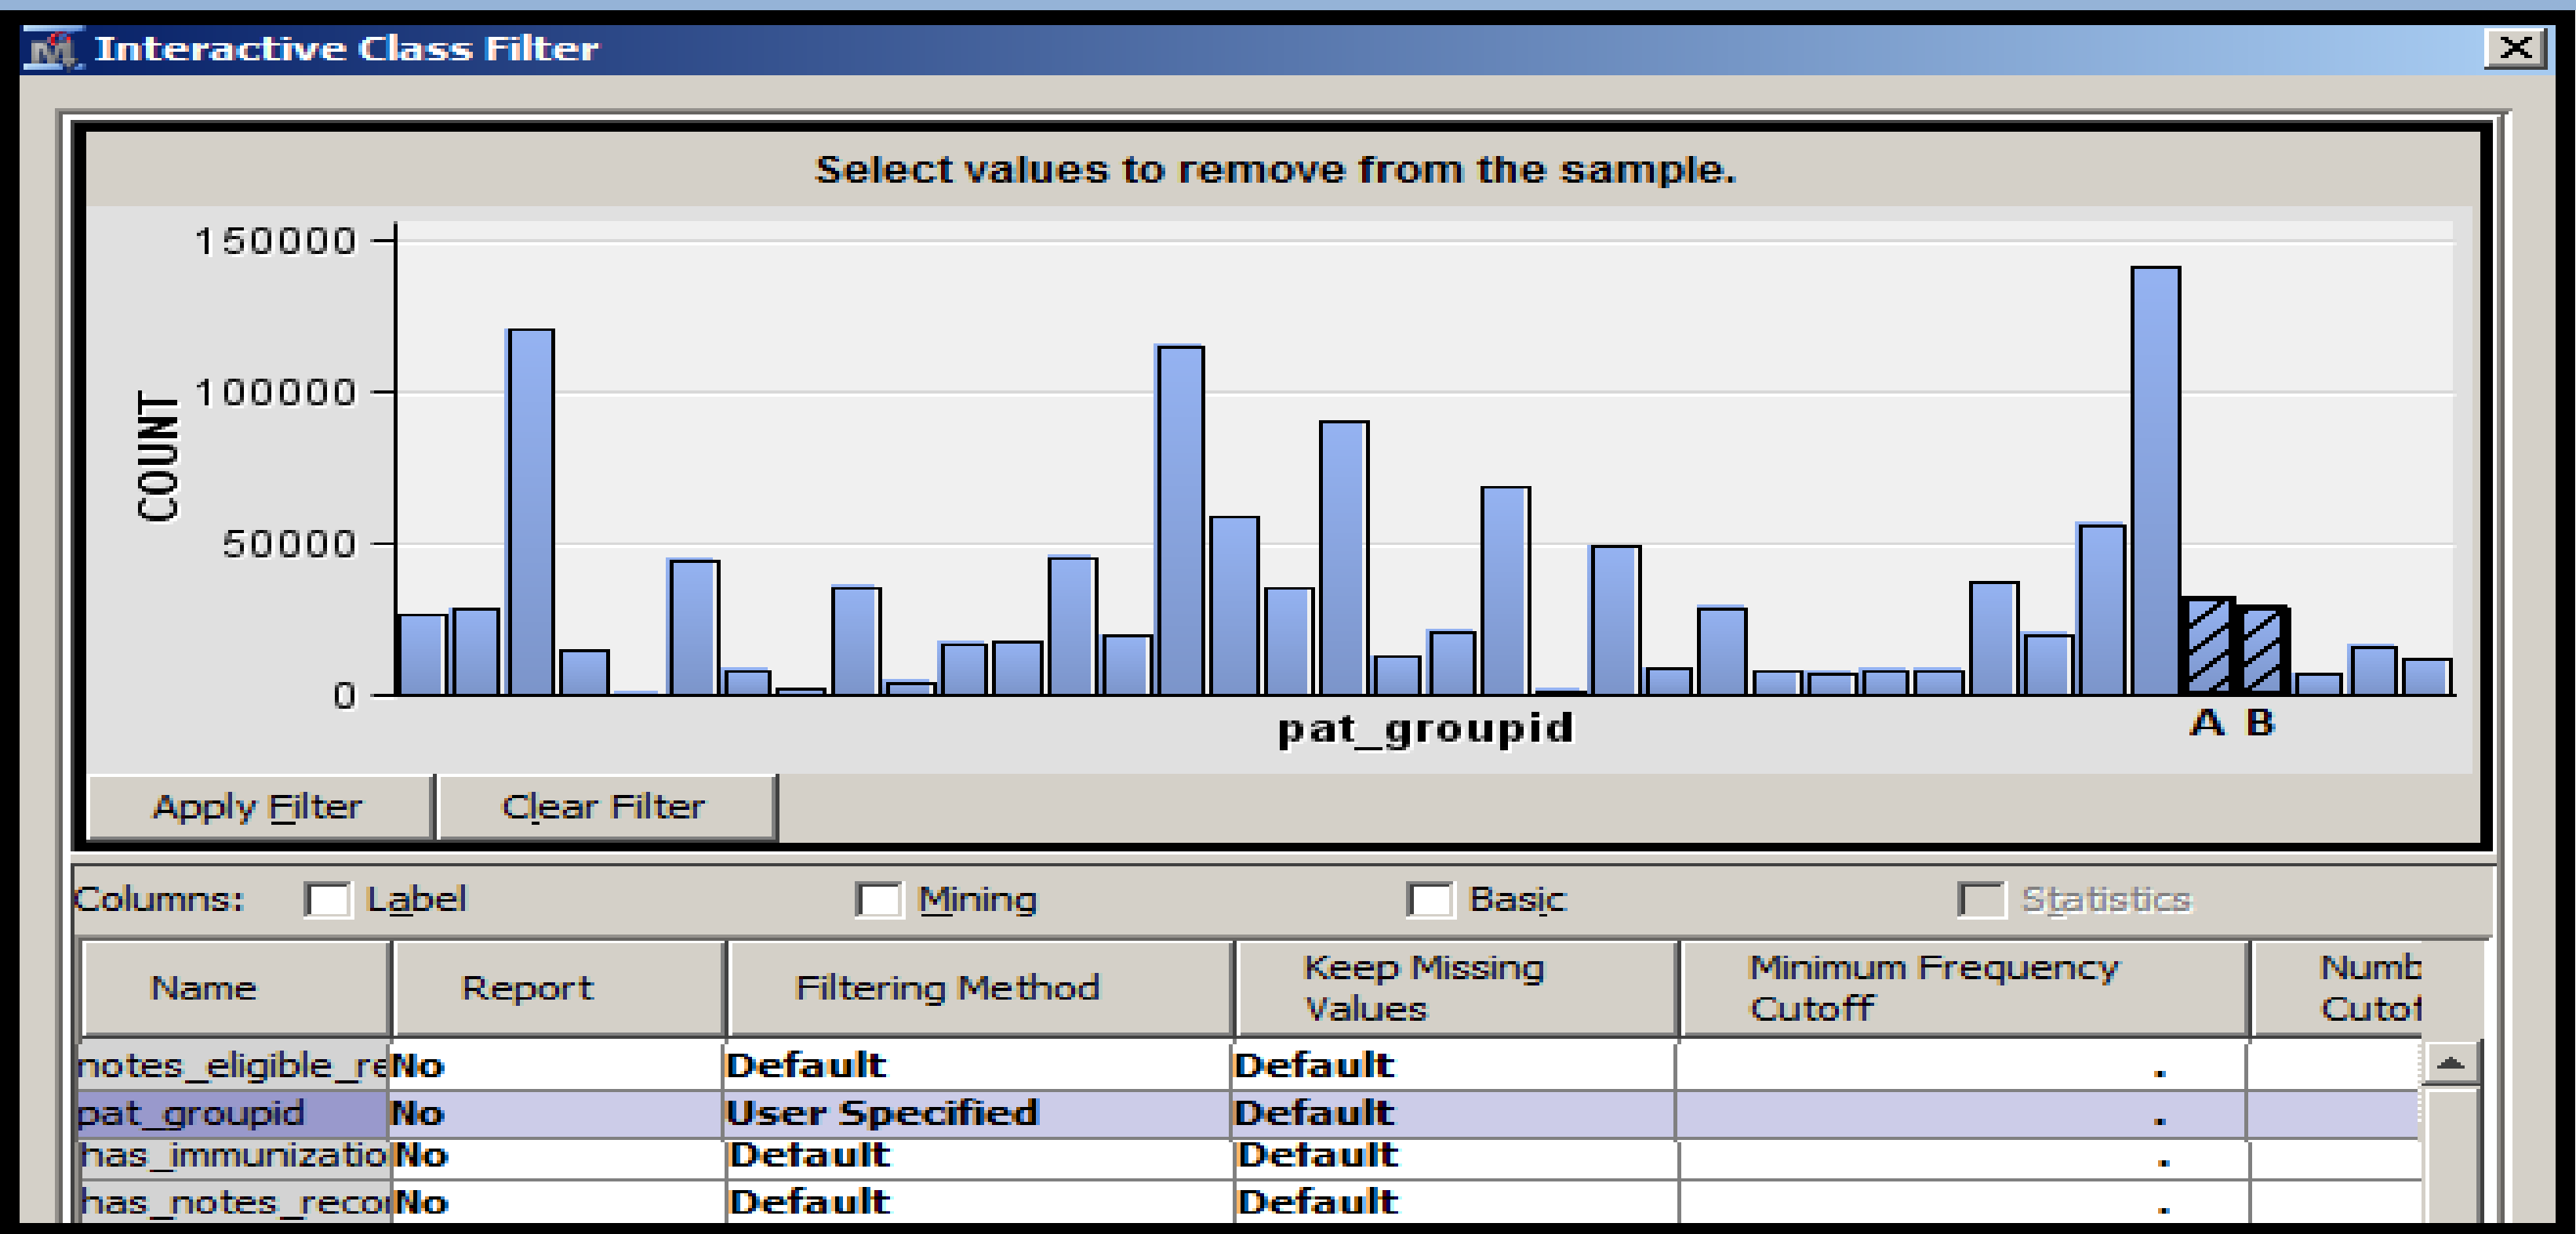 Interactive Class Filter
Select values to remove from the sample.
150000
100000
50000
0
COUNT
pat_groupid
A B
Apply Filter Clear Filter
Columns: Label Mining Basic Statistics
Name Report Filtering Method Keep Missing Values Minimum Frequency Cutoff Numb Cutof
notes_eligible_re No Default Default .
pat_groupid No User Specified Default .
has_immunizatio No Default Default .
has_notes_recor No Default Default .